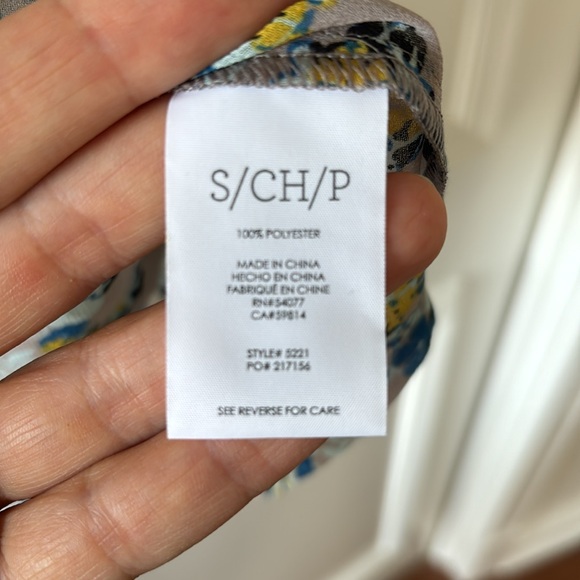 S/CH/P
100% POLYESTER
MADE IN CHINA
HECHO EN CHINA
FABRIQUÉ EN CHINE
RN#54077
CA#59814
STYLE# 5221
PO# 217156
SEE REVERSE FOR CARE